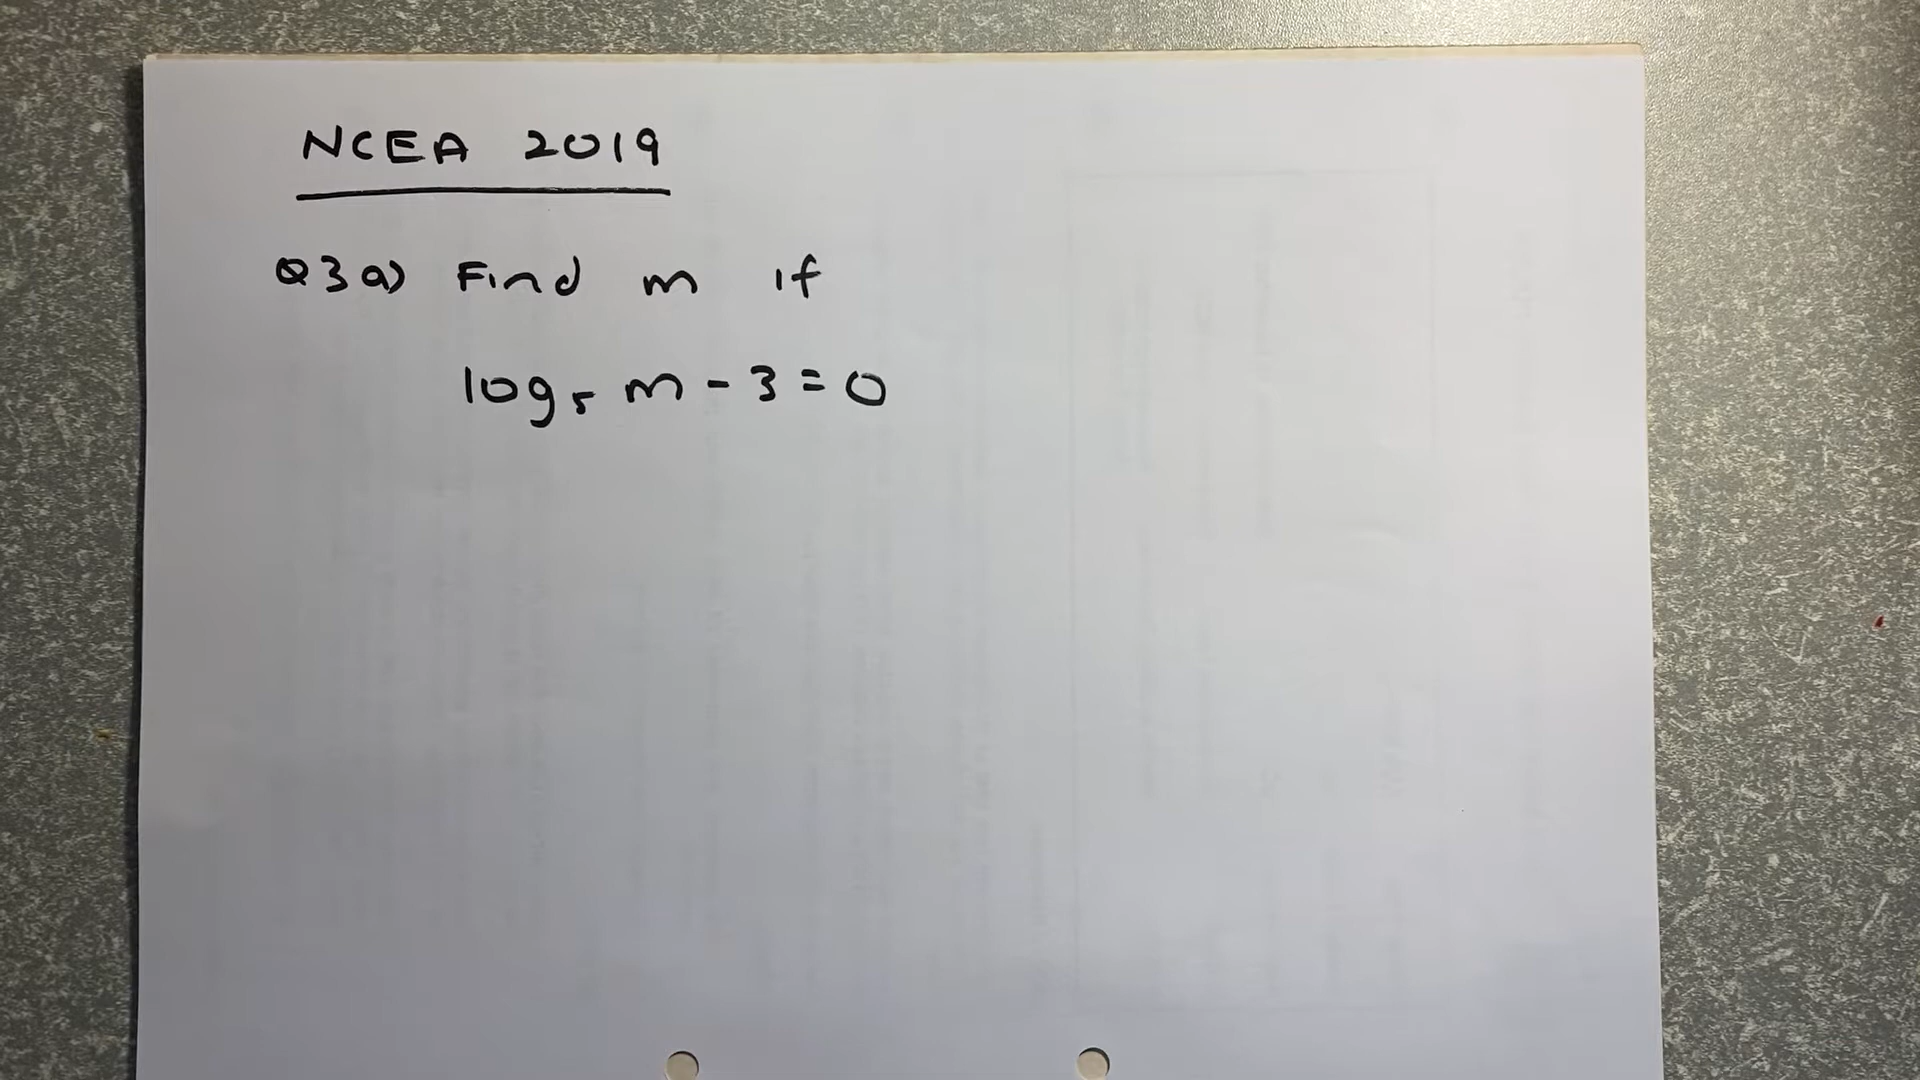 NCEA 2019
Q3a) Find m if
log₅ m - 3 = 0